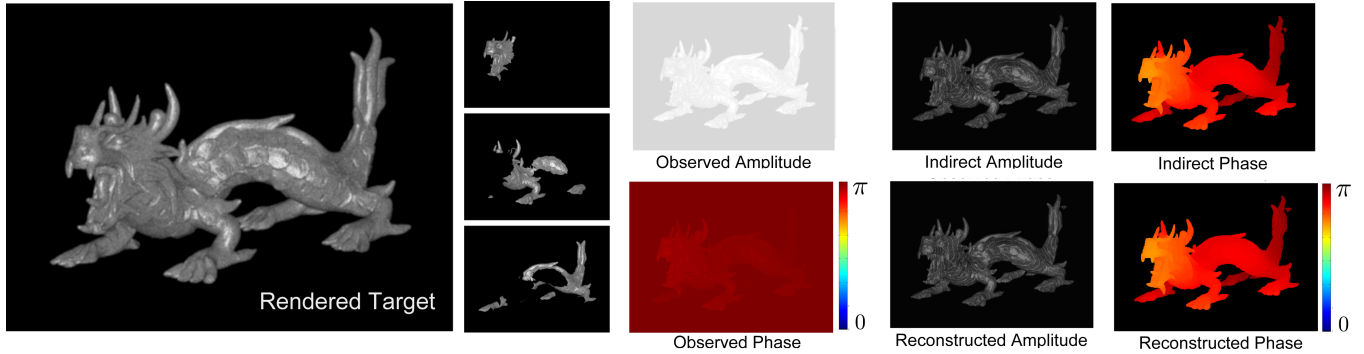 Rendered Target
Observed Amplitude
Indirect Amplitude
Indirect Phase
π
0
π
0
Observed Phase
Reconstructed Amplitude
Reconstructed Phase